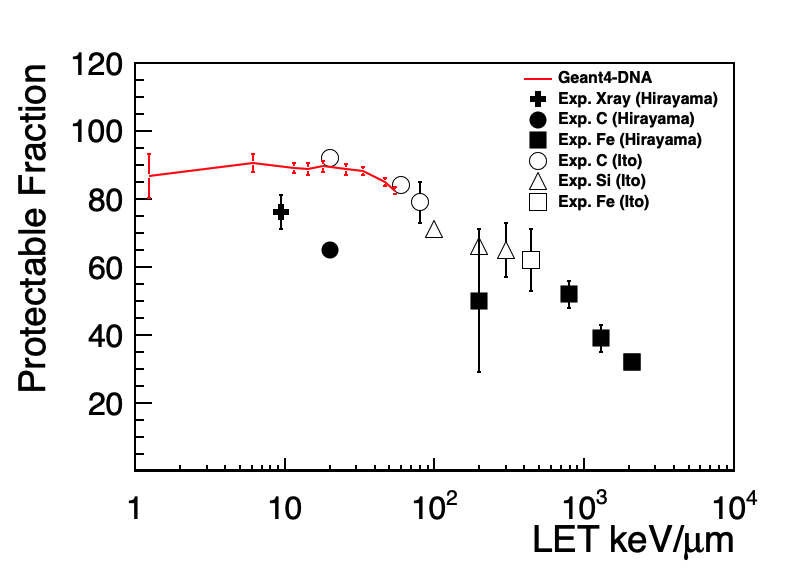 120
100
80
60
40
20
Protectable Fraction
Geant4-DNA
Exp. Xray (Hirayama)
Exp. C (Hirayama)
Exp. Fe (Hirayama)
Exp. C (Ito)
Exp. Si (Ito)
Exp. Fe (Ito)
1 10 10² 10³ 10⁴
LET keV/μm